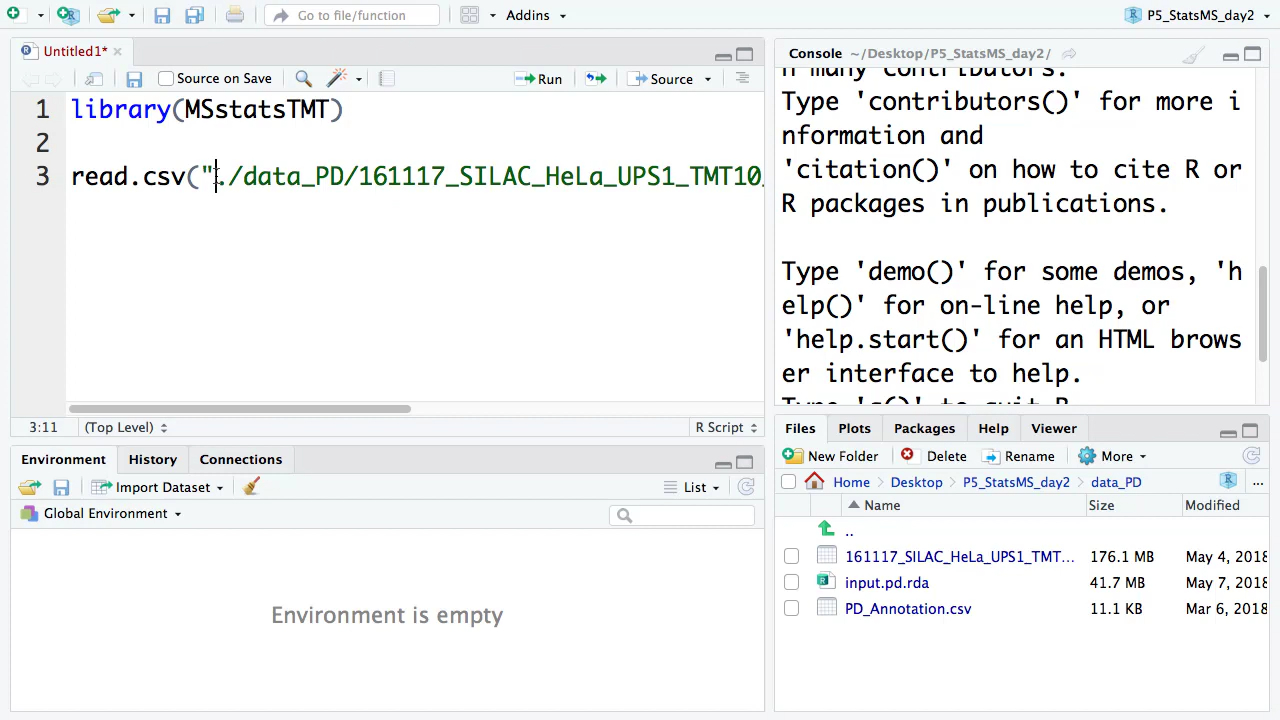 Go to file/function
Addins
P5_StatsMS_day2
Untitled1*
Source on Save
Run
Source
1 library(MSstatsTMT)
2
3 read.csv("./data_PD/161117_SILAC_HeLa_UPS1_TMT10_
3:11 (Top Level) R Script
Console ~/Desktop/P5_StatsMS_day2/
n many contributors.
Type 'contributors()' for more i
nformation and
'citation()' on how to cite R or
R packages in publications.
Type 'demo()' for some demos, 'h
elp()' for on-line help, or
'help.start()' for an HTML brows
er interface to help.
Type 'q()' to quit R
Environment History Connections
Import Dataset List
Global Environment
Environment is empty
Files Plots Packages Help Viewer
New Folder Delete Rename More
Home Desktop P5_StatsMS_day2 data_PD ...
Name Size Modified
..
161117_SILAC_HeLa_UPS1_TMT... 176.1 MB May 4, 2018
input.pd.rda 41.7 MB May 7, 2018
PD_Annotation.csv 11.1 KB Mar 6, 2018